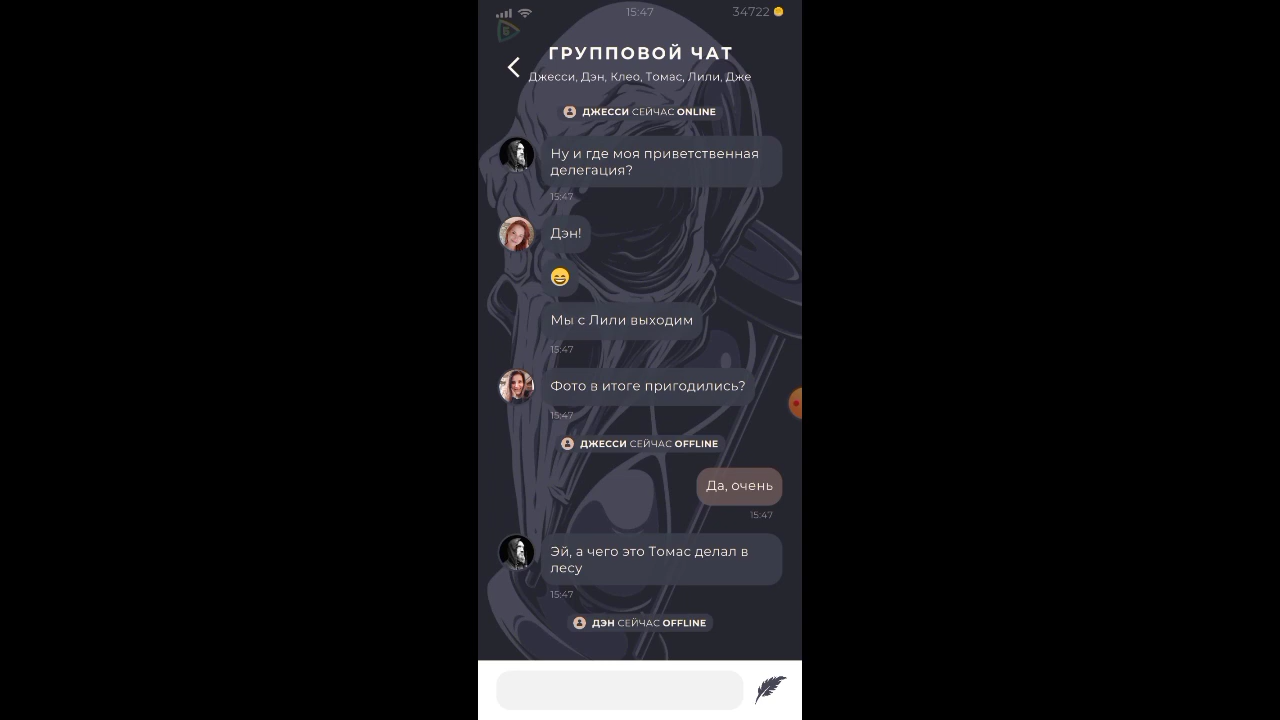 15:47
34722
ГРУППОВОЙ ЧАТ
Джесси, Дэн, Клео, Томас, Лили, Дже
ДЖЕССИ СЕЙЧАС ONLINE
Ну и где моя приветственная
делегация?
15:47
Дэн!
Мы с Лили выходим
15:47
Фото в итоге пригодились?
15:47
ДЖЕССИ СЕЙЧАС OFFLINE
Да, очень
15:47
Эй, а чего это Томас делал в
лесу
15:47
ДЭН СЕЙЧАС OFFLINE